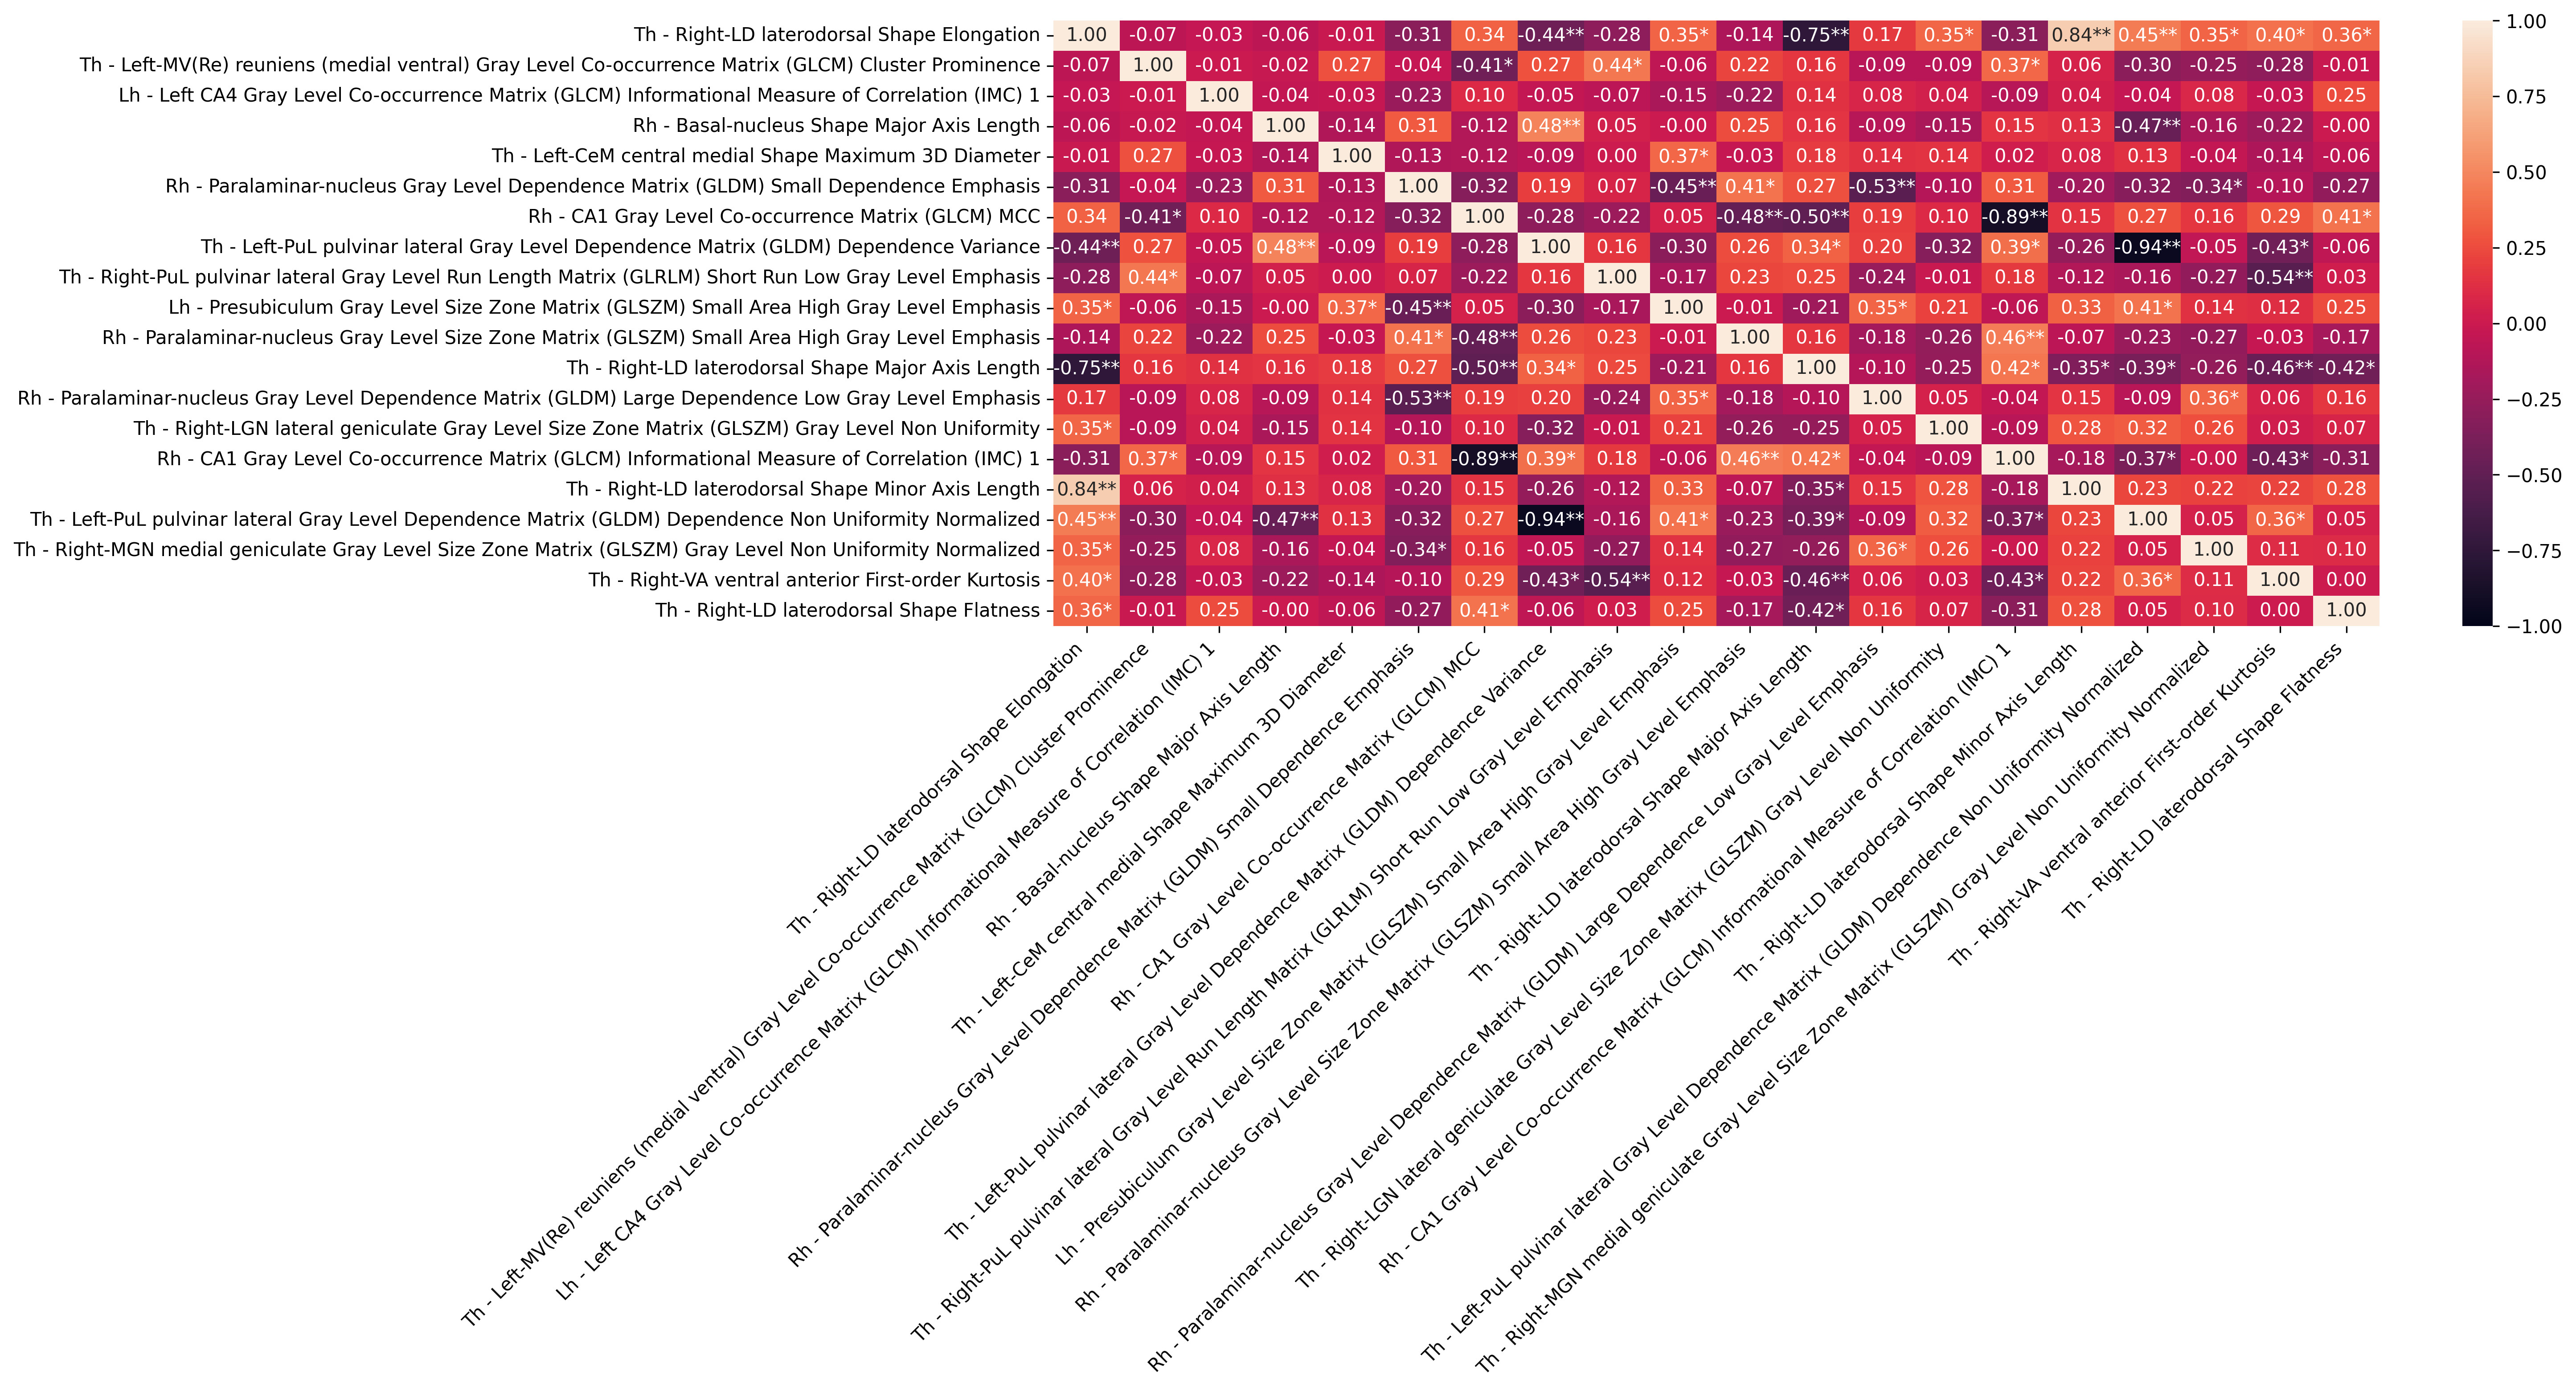 Th - Right-LD laterodorsal Shape Elongation 1.00 -0.07 -0.03 -0.06 -0.01 -0.31 0.34 -0.44** -0.28 0.35* -0.14 -0.75** 0.17 0.35* -0.31 0.84** 0.45** 0.35* 0.40* 0.36*
Th - Left-MV(Re) reuniens (medial ventral) Gray Level Co-occurrence Matrix (GLCM) Cluster Prominence -0.07 1.00 -0.01 -0.02 0.27 -0.04 -0.41* 0.27 0.44* -0.06 0.22 0.16 -0.09 -0.09 0.37* 0.06 -0.30 -0.25 -0.28 -0.01
Lh - Left CA4 Gray Level Co-occurrence Matrix (GLCM) Informational Measure of Correlation (IMC) 1 -0.03 -0.01 1.00 -0.04 -0.03 -0.23 0.10 -0.05 -0.07 -0.15 -0.22 0.14 0.08 0.04 -0.09 0.04 -0.04 0.08 -0.03 0.25
Rh - Basal-nucleus Shape Major Axis Length -0.06 -0.02 -0.04 1.00 -0.14 0.31 -0.12 0.48** 0.05 -0.00 0.25 0.16 -0.09 -0.15 0.15 0.13 -0.47** -0.16 -0.22 -0.00
Th - Left-CeM central medial Shape Maximum 3D Diameter -0.01 0.27 -0.03 -0.14 1.00 -0.13 -0.12 -0.09 0.00 0.37* -0.03 0.18 0.14 0.14 0.02 0.08 0.13 -0.04 -0.14 -0.06
Rh - Paralaminar-nucleus Gray Level Dependence Matrix (GLDM) Small Dependence Emphasis -0.31 -0.04 -0.23 0.31 -0.13 1.00 -0.32 0.19 0.07 -0.45** 0.41* 0.27 -0.53** -0.10 0.31 -0.20 -0.32 -0.34* -0.10 -0.27
Rh - CA1 Gray Level Co-occurrence Matrix (GLCM) MCC 0.34 -0.41* 0.10 -0.12 -0.12 -0.32 1.00 -0.28 -0.22 0.05 -0.48** -0.50** 0.19 0.10 -0.89** 0.15 0.27 0.16 0.29 0.41*
Th - Left-PuL pulvinar lateral Gray Level Dependence Matrix (GLDM) Dependence Variance -0.44** 0.27 -0.05 0.48** -0.09 0.19 -0.28 1.00 0.16 -0.30 0.26 0.34* 0.20 -0.32 0.39* -0.26 -0.94** -0.05 -0.43* -0.06
Th - Right-PuL pulvinar lateral Gray Level Run Length Matrix (GLRLM) Short Run Low Gray Level Emphasis -0.28 0.44* -0.07 0.05 0.00 0.07 -0.22 0.16 1.00 -0.17 0.23 0.25 -0.24 -0.01 0.18 -0.12 -0.16 -0.27 -0.54** 0.03
Lh - Presubiculum Gray Level Size Zone Matrix (GLSZM) Small Area High Gray Level Emphasis 0.35* -0.06 -0.15 -0.00 0.37* -0.45** 0.05 -0.30 -0.17 1.00 -0.01 -0.21 0.35* 0.21 -0.06 0.33 0.41* 0.14 0.12 0.25
Rh - Paralaminar-nucleus Gray Level Size Zone Matrix (GLSZM) Small Area High Gray Level Emphasis -0.14 0.22 -0.22 0.25 -0.03 0.41* -0.48** 0.26 0.23 -0.01 1.00 0.16 -0.18 -0.26 0.46** -0.07 -0.23 -0.27 -0.03 -0.17
Th - Right-LD laterodorsal Shape Major Axis Length -0.75** 0.16 0.14 0.16 0.18 0.27 -0.50** 0.34* 0.25 -0.21 0.16 1.00 -0.10 -0.25 0.42* -0.35* -0.39* -0.26 -0.46** -0.42*
Rh - Paralaminar-nucleus Gray Level Dependence Matrix (GLDM) Large Dependence Low Gray Level Emphasis 0.17 -0.09 0.08 -0.09 0.14 -0.53** 0.19 0.20 -0.24 0.35* -0.18 -0.10 1.00 0.05 -0.04 0.15 -0.09 0.36* 0.06 0.16
Th - Right-LGN lateral geniculate Gray Level Size Zone Matrix (GLSZM) Gray Level Non Uniformity 0.35* -0.09 0.04 -0.15 0.14 -0.10 0.10 -0.32 -0.01 0.21 -0.26 -0.25 0.05 1.00 -0.09 0.28 0.32 0.26 0.03 0.07
Rh - CA1 Gray Level Co-occurrence Matrix (GLCM) Informational Measure of Correlation (IMC) 1 -0.31 0.37* -0.09 0.15 0.02 0.31 -0.89** 0.39* 0.18 -0.06 0.46** 0.42* -0.04 -0.09 1.00 -0.18 -0.37* -0.00 -0.43* -0.31
Th - Right-LD laterodorsal Shape Minor Axis Length 0.84** 0.06 0.04 0.13 0.08 -0.20 0.15 -0.26 -0.12 0.33 -0.07 -0.35* 0.15 0.28 -0.18 1.00 0.23 0.22 0.22 0.28
Th - Left-PuL pulvinar lateral Gray Level Dependence Matrix (GLDM) Dependence Non Uniformity Normalized 0.45** -0.30 -0.04 -0.47** 0.13 -0.32 0.27 -0.94** -0.16 0.41* -0.23 -0.39* -0.09 0.32 -0.37* 0.23 1.00 0.05 0.36* 0.05
Th - Right-MGN medial geniculate Gray Level Size Zone Matrix (GLSZM) Gray Level Non Uniformity Normalized 0.35* -0.25 0.08 -0.16 -0.04 -0.34* 0.16 -0.05 -0.27 0.14 -0.27 -0.26 0.36* 0.26 -0.00 0.22 0.05 1.00 0.11 0.10
Th - Right-VA ventral anterior First-order Kurtosis 0.40* -0.28 -0.03 -0.22 -0.14 -0.10 0.29 -0.43* -0.54** 0.12 -0.03 -0.46** 0.06 0.03 -0.43* 0.22 0.36* 0.11 1.00 0.00
Th - Right-LD laterodorsal Shape Flatness 0.36* -0.01 0.25 -0.00 -0.06 -0.27 0.41* -0.06 0.03 0.25 -0.17 -0.42* 0.16 0.07 -0.31 0.28 0.05 0.10 0.00 1.00
Th - Right-LD laterodorsal Shape Elongation
Th - Left-MV(Re) reuniens (medial ventral) Gray Level Co-occurrence Matrix (GLCM) Cluster Prominence
Lh - Left CA4 Gray Level Co-occurrence Matrix (GLCM) Informational Measure of Correlation (IMC) 1
Rh - Basal-nucleus Shape Major Axis Length
Th - Left-CeM central medial Shape Maximum 3D Diameter
Rh - Paralaminar-nucleus Gray Level Dependence Matrix (GLDM) Small Dependence Emphasis
Rh - CA1 Gray Level Co-occurrence Matrix (GLCM) MCC
Th - Left-PuL pulvinar lateral Gray Level Dependence Matrix (GLDM) Dependence Variance
Th - Right-PuL pulvinar lateral Gray Level Run Length Matrix (GLRLM) Short Run Low Gray Level Emphasis
Lh - Presubiculum Gray Level Size Zone Matrix (GLSZM) Small Area High Gray Level Emphasis
Rh - Paralaminar-nucleus Gray Level Size Zone Matrix (GLSZM) Small Area High Gray Level Emphasis
Th - Right-LD laterodorsal Shape Major Axis Length
Rh - Paralaminar-nucleus Gray Level Dependence Matrix (GLDM) Large Dependence Low Gray Level Emphasis
Th - Right-LGN lateral geniculate Gray Level Size Zone Matrix (GLSZM) Gray Level Non Uniformity
Rh - CA1 Gray Level Co-occurrence Matrix (GLCM) Informational Measure of Correlation (IMC) 1
Th - Right-LD laterodorsal Shape Minor Axis Length
Th - Left-PuL pulvinar lateral Gray Level Dependence Matrix (GLDM) Dependence Non Uniformity Normalized
Th - Right-MGN medial geniculate Gray Level Size Zone Matrix (GLSZM) Gray Level Non Uniformity Normalized
Th - Right-VA ventral anterior First-order Kurtosis
Th - Right-LD laterodorsal Shape Flatness
1.00
0.75
0.50
0.25
0.00
−0.25
−0.50
−0.75
−1.00